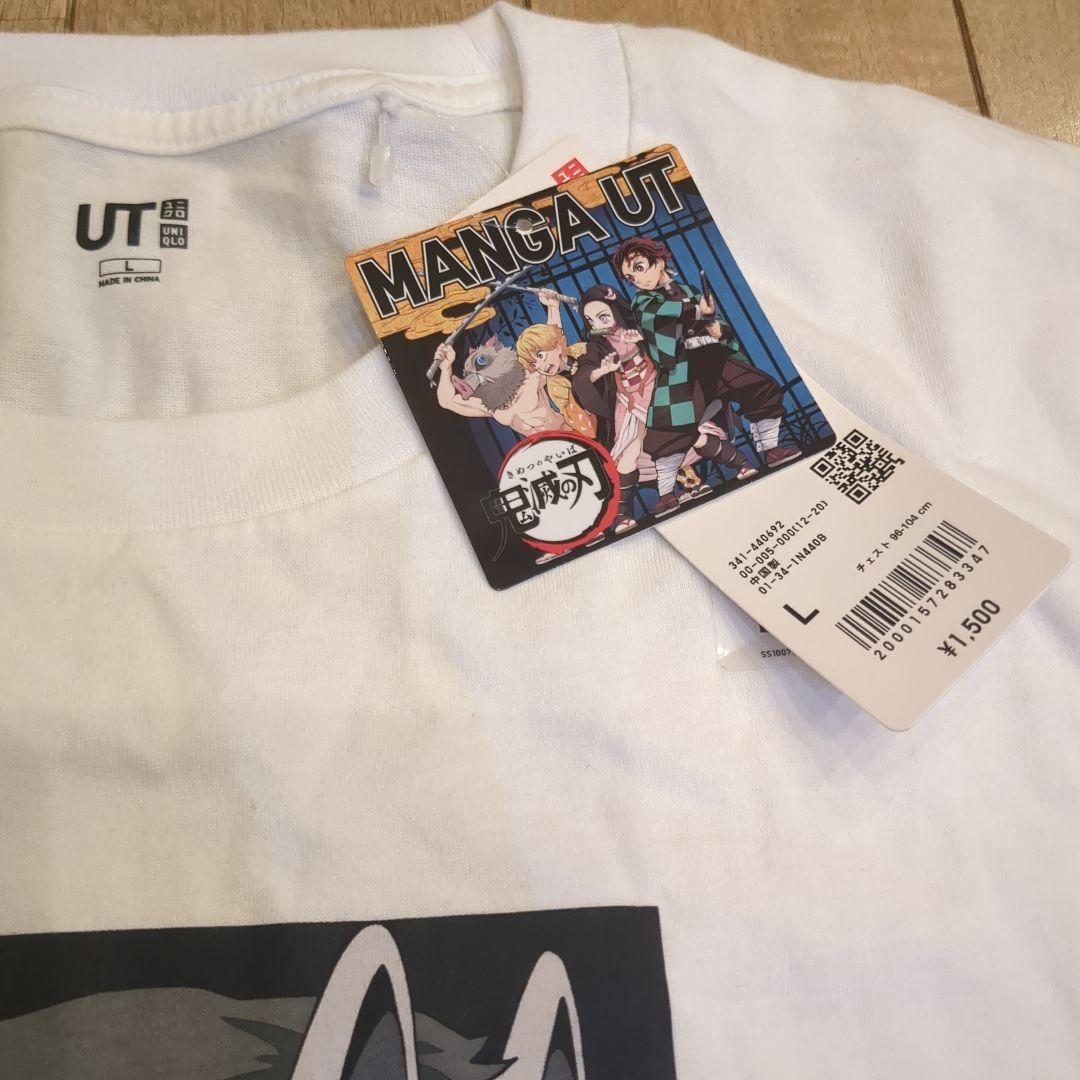 UT
ユニ
クロ
UNI
QLO
L
MADE IN CHINA
MANGA UT
きめつのやいば
鬼滅の刃
341-440692
00-005-000(12-20)
中国製
01-34-1N440B
L
チェスト 96-104 cm
2000157283347
¥1,500
SS1007